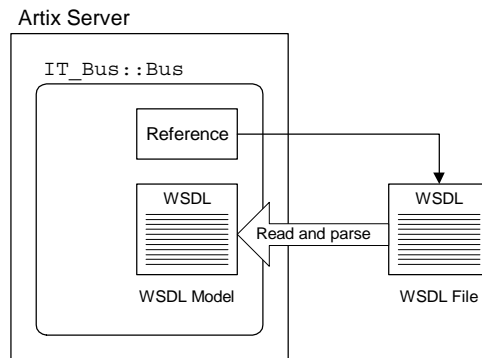 Artix Server
IT_Bus::Bus
Reference
WSDL
WSDL
Read and parse
WSDL Model
WSDL File